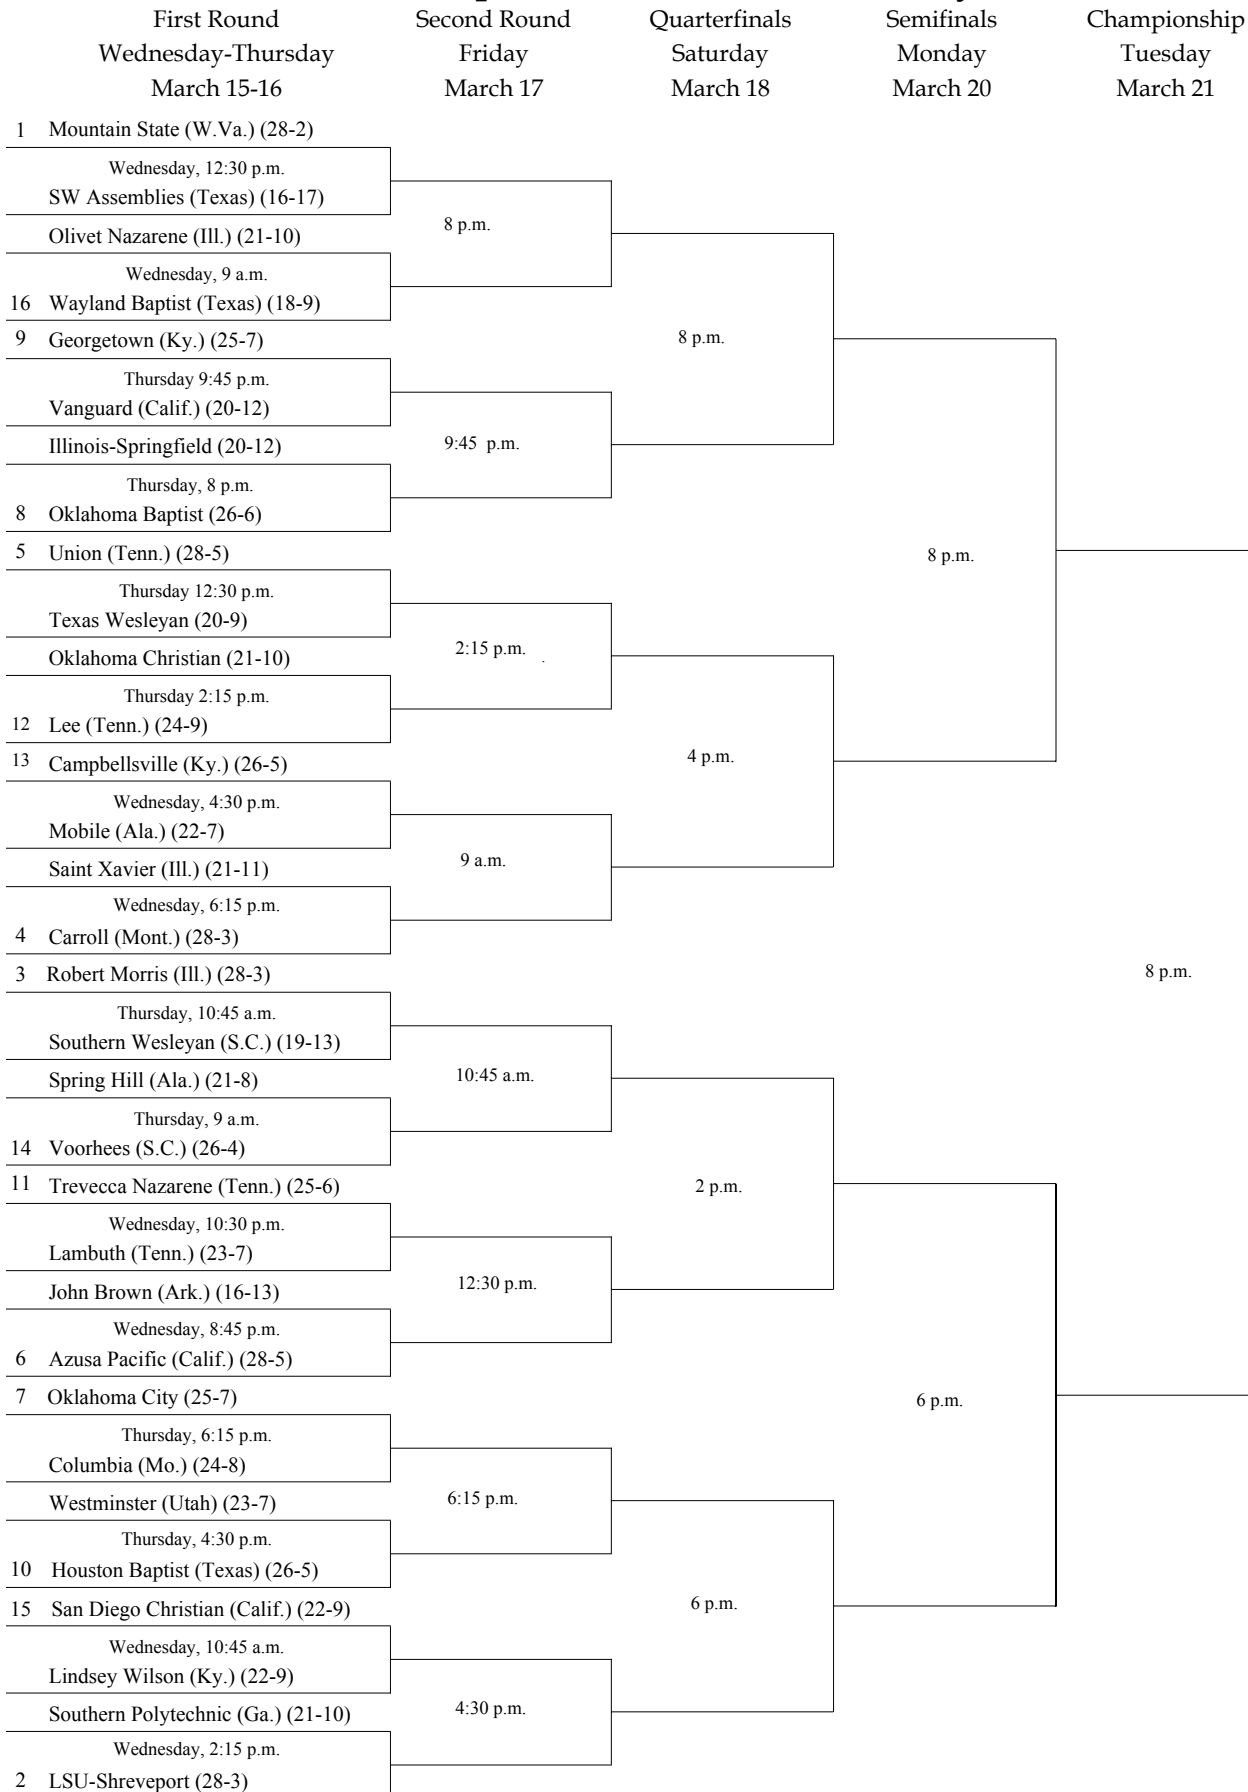 First Round Second Round Quarterfinals Semifinals Championship
Wednesday-Thursday Friday Saturday Monday Tuesday
March 15-16 March 17 March 18 March 20 March 21
1 Mountain State (W.Va.) (28-2)
Wednesday, 12:30 p.m.
SW Assemblies (Texas) (16-17)
8 p.m.
Olivet Nazarene (Ill.) (21-10)
Wednesday, 9 a.m.
16 Wayland Baptist (Texas) (18-9)
8 p.m.
9 Georgetown (Ky.) (25-7)
Thursday 9:45 p.m.
Vanguard (Calif.) (20-12)
9:45 p.m.
Illinois-Springfield (20-12)
Thursday, 8 p.m.
8 Oklahoma Baptist (26-6)
8 p.m.
5 Union (Tenn.) (28-5)
Thursday 12:30 p.m.
Texas Wesleyan (20-9)
2:15 p.m.
Oklahoma Christian (21-10)
Thursday 2:15 p.m.
12 Lee (Tenn.) (24-9)
4 p.m.
13 Campbellsville (Ky.) (26-5)
Wednesday, 4:30 p.m.
Mobile (Ala.) (22-7)
9 a.m.
Saint Xavier (Ill.) (21-11)
Wednesday, 6:15 p.m.
4 Carroll (Mont.) (28-3)
8 p.m.
3 Robert Morris (Ill.) (28-3)
Thursday, 10:45 a.m.
Southern Wesleyan (S.C.) (19-13)
10:45 a.m.
Spring Hill (Ala.) (21-8)
Thursday, 9 a.m.
14 Voorhees (S.C.) (26-4)
2 p.m.
11 Trevecca Nazarene (Tenn.) (25-6)
Wednesday, 10:30 p.m.
Lambuth (Tenn.) (23-7)
12:30 p.m.
John Brown (Ark.) (16-13)
Wednesday, 8:45 p.m.
6 Azusa Pacific (Calif.) (28-5)
6 p.m.
7 Oklahoma City (25-7)
Thursday, 6:15 p.m.
Columbia (Mo.) (24-8)
6:15 p.m.
Westminster (Utah) (23-7)
Thursday, 4:30 p.m.
10 Houston Baptist (Texas) (26-5)
6 p.m.
15 San Diego Christian (Calif.) (22-9)
Wednesday, 10:45 a.m.
Lindsey Wilson (Ky.) (22-9)
4:30 p.m.
Southern Polytechnic (Ga.) (21-10)
Wednesday, 2:15 p.m.
2 LSU-Shreveport (28-3)